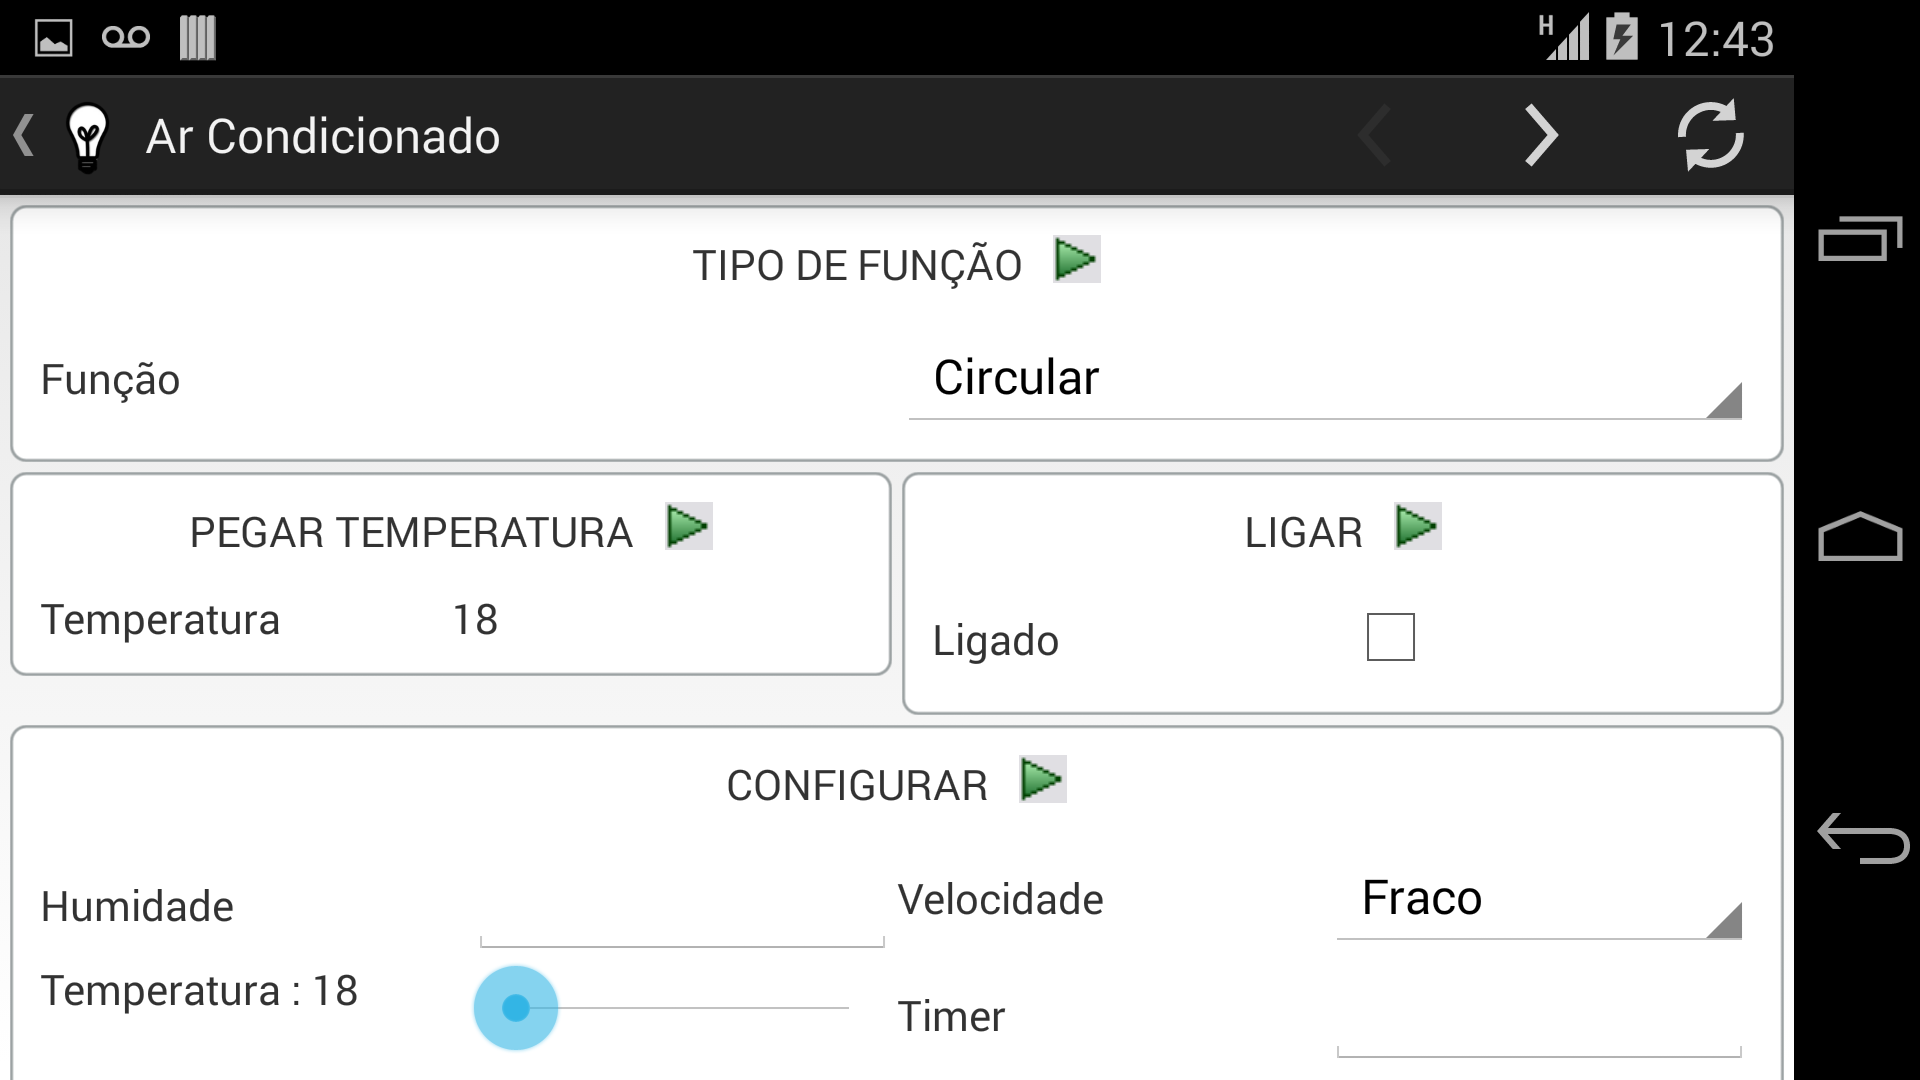 H 12:43
Ar Condicionado
TIPO DE FUNÇÃO
Função Circular
PEGAR TEMPERATURA
Temperatura 18
LIGAR
Ligado
CONFIGURAR
Humidade
Velocidade Fraco
Temperatura : 18
Timer